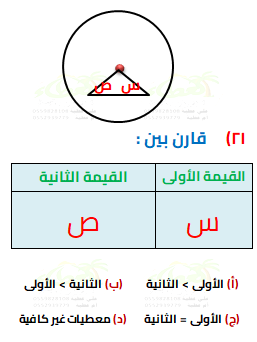 ص س
٢١) قارن بين :
القيمة الأولى القيمة الثانية
س ص
(أ) الأولى > الثانية (ب) الثانية > الأولى
(ج) الأولى = الثانية (د) معطيات غير كافية